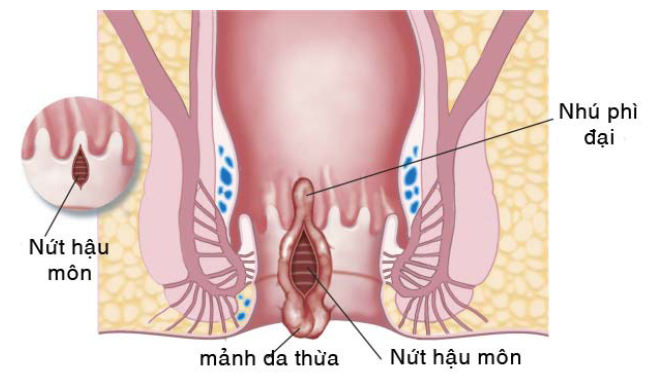 Nhú phì
đại
Nứt hậu
môn
mảnh da thừa
Nứt hậu môn